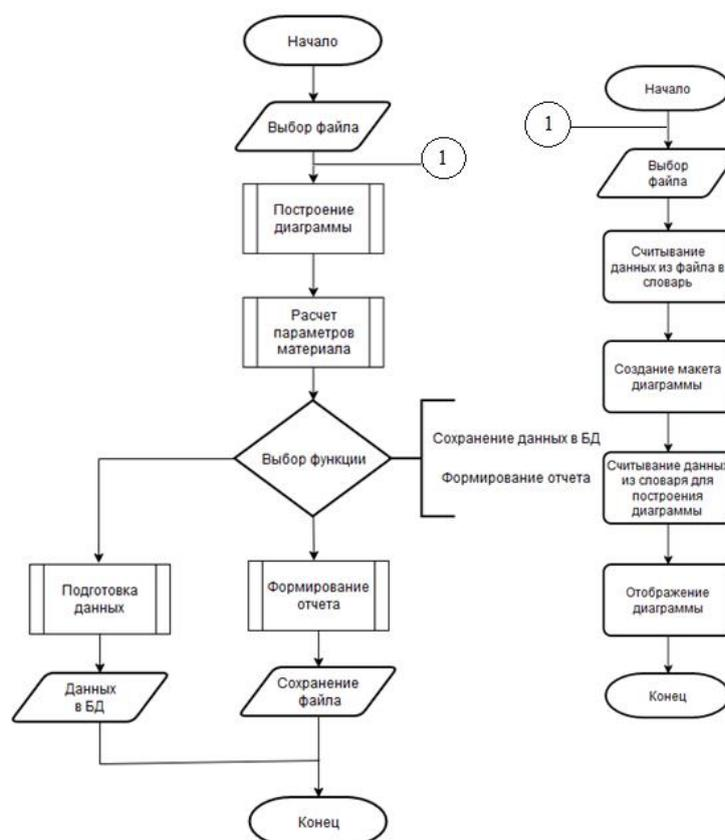 Начало
Выбор файла
1
Построение
диаграммы
Расчет
параметров
материала
Выбор функции
Сохранение данных в БД
Формирование отчета
Подготовка
данных
Формирование
отчета
Данных
в БД
Сохранение
файла
Конец
Начало
1
Выбор
файла
Считывание
данных из файла в
словарь
Создание макета
диаграммы
Считывание данных
из словаря для
построения
диаграммы
Отображение
диаграммы
Конец